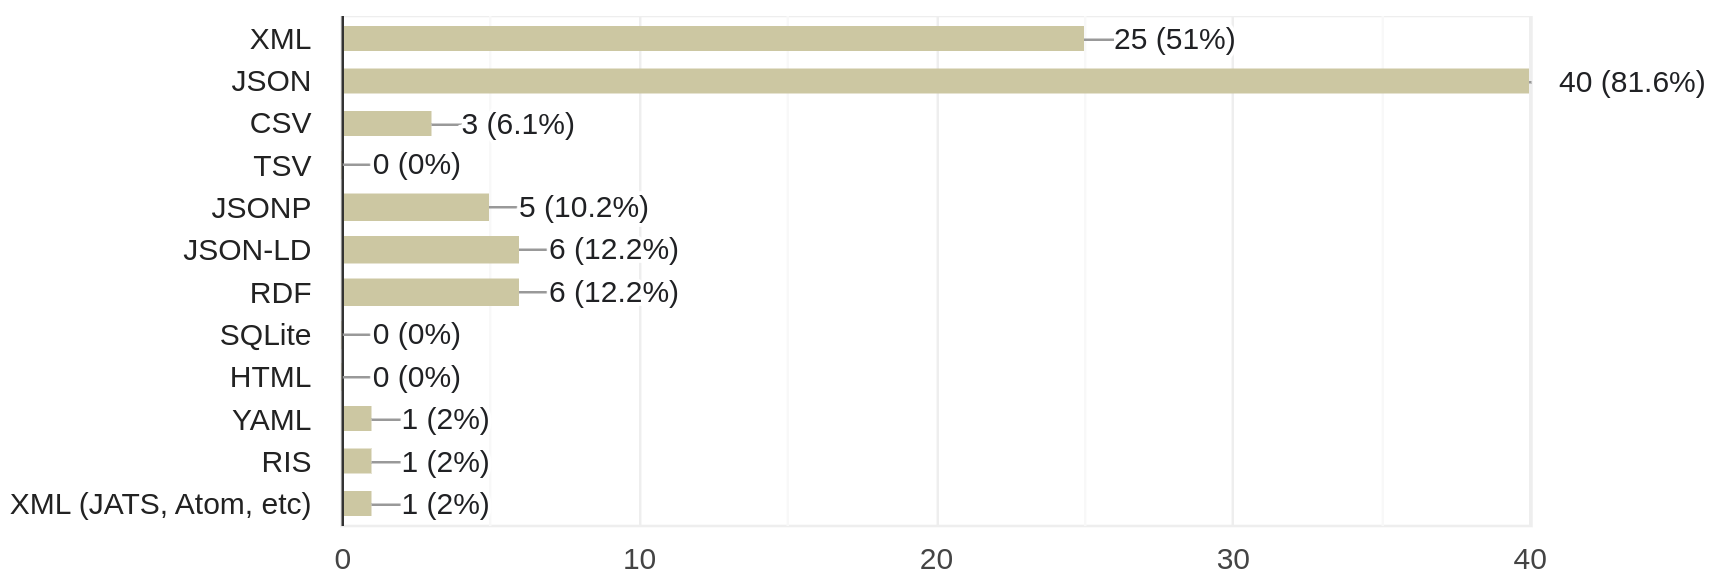 XML 25 (51%)
JSON 40 (81.6%)
CSV 3 (6.1%)
TSV 0 (0%)
JSONP 5 (10.2%)
JSON-LD 6 (12.2%)
RDF 6 (12.2%)
SQLite 0 (0%)
HTML 0 (0%)
YAML 1 (2%)
RIS 1 (2%)
XML (JATS, Atom, etc) 1 (2%)
0 10 20 30 40